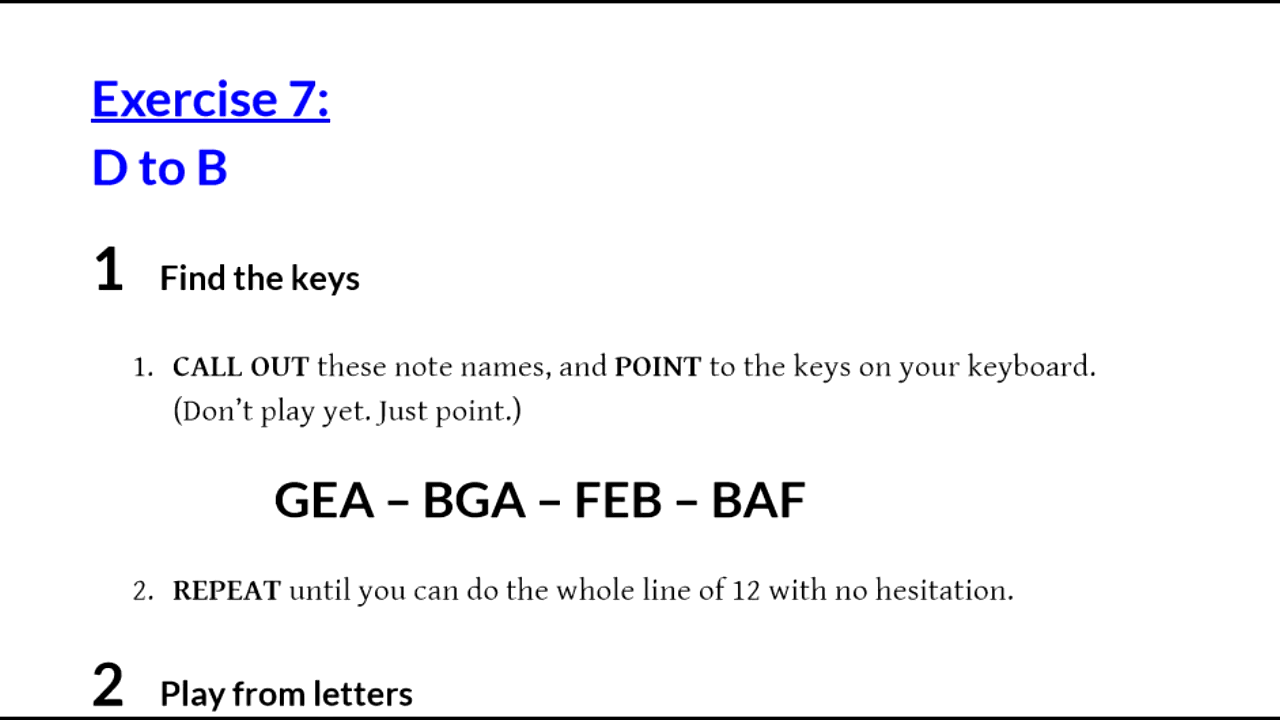 Exercise 7:
D to B
1 Find the keys
1. CALL OUT these note names, and POINT to the keys on your keyboard.
(Don’t play yet. Just point.)
GEA – BGA – FEB – BAF
2. REPEAT until you can do the whole line of 12 with no hesitation.
2 Play from letters